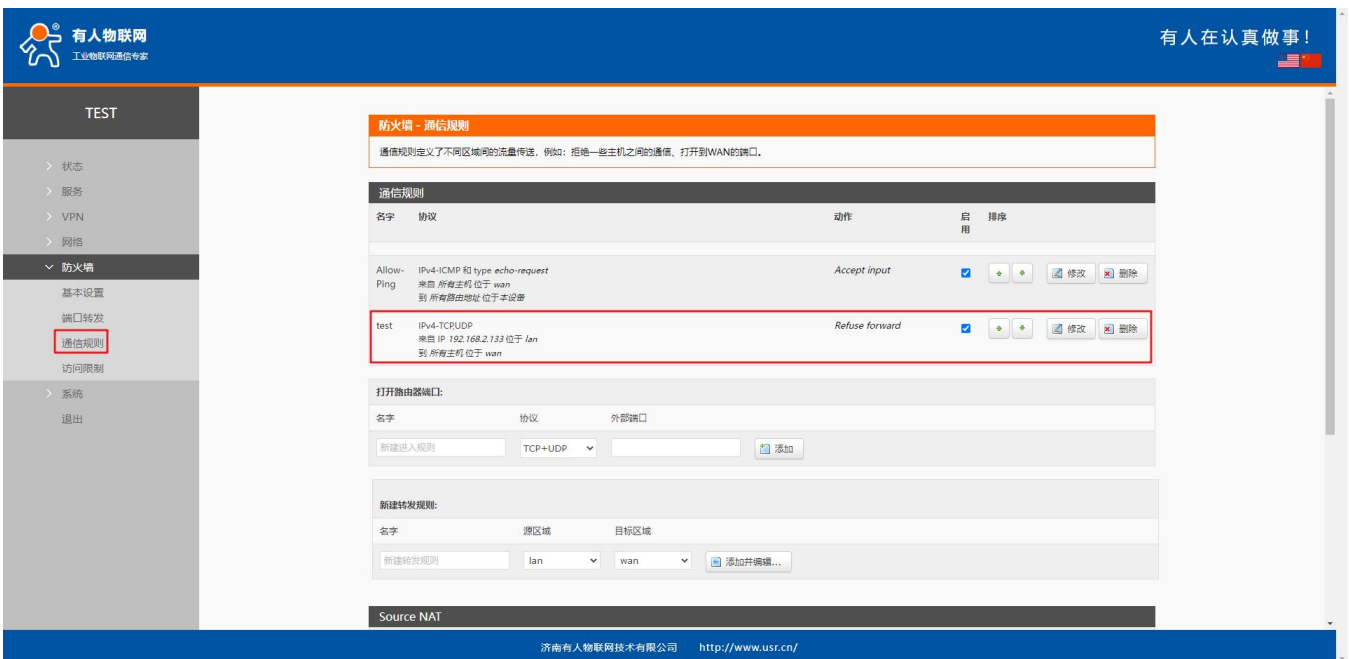 有人物联网
®
工业物联网通信专家
有人在认真做事!
TEST
状态
服务
VPN
网络
防火墙
基本设置
端口转发
通信规则
访问限制
系统
退出
防火墙 - 通信规则
通信规则定义了不同区域间的流量传送, 例如: 拒绝一些主机之间的通信、打开到WAN的端口。
通信规则
名字 协议 动作 启用 排序
Allow-Ping IPv4-ICMP 和 type echo-request Accept input 修改 删除
来自 所有主机 位于 wan
到 所有路由地址 位于 本设备
test IPv4-TCP,UDP Refuse forward 修改 删除
来自 IP 192.168.2.133 位于 lan
到 所有主机 位于 wan
打开路由器端口:
名字 协议 外部端口
新建进入规则 TCP+UDP 添加
新建转发规则:
名字 源区域 目标区域
新建转发规则 lan wan 添加并编辑...
Source NAT
济南有人物联网技术有限公司 http://www.usr.cn/